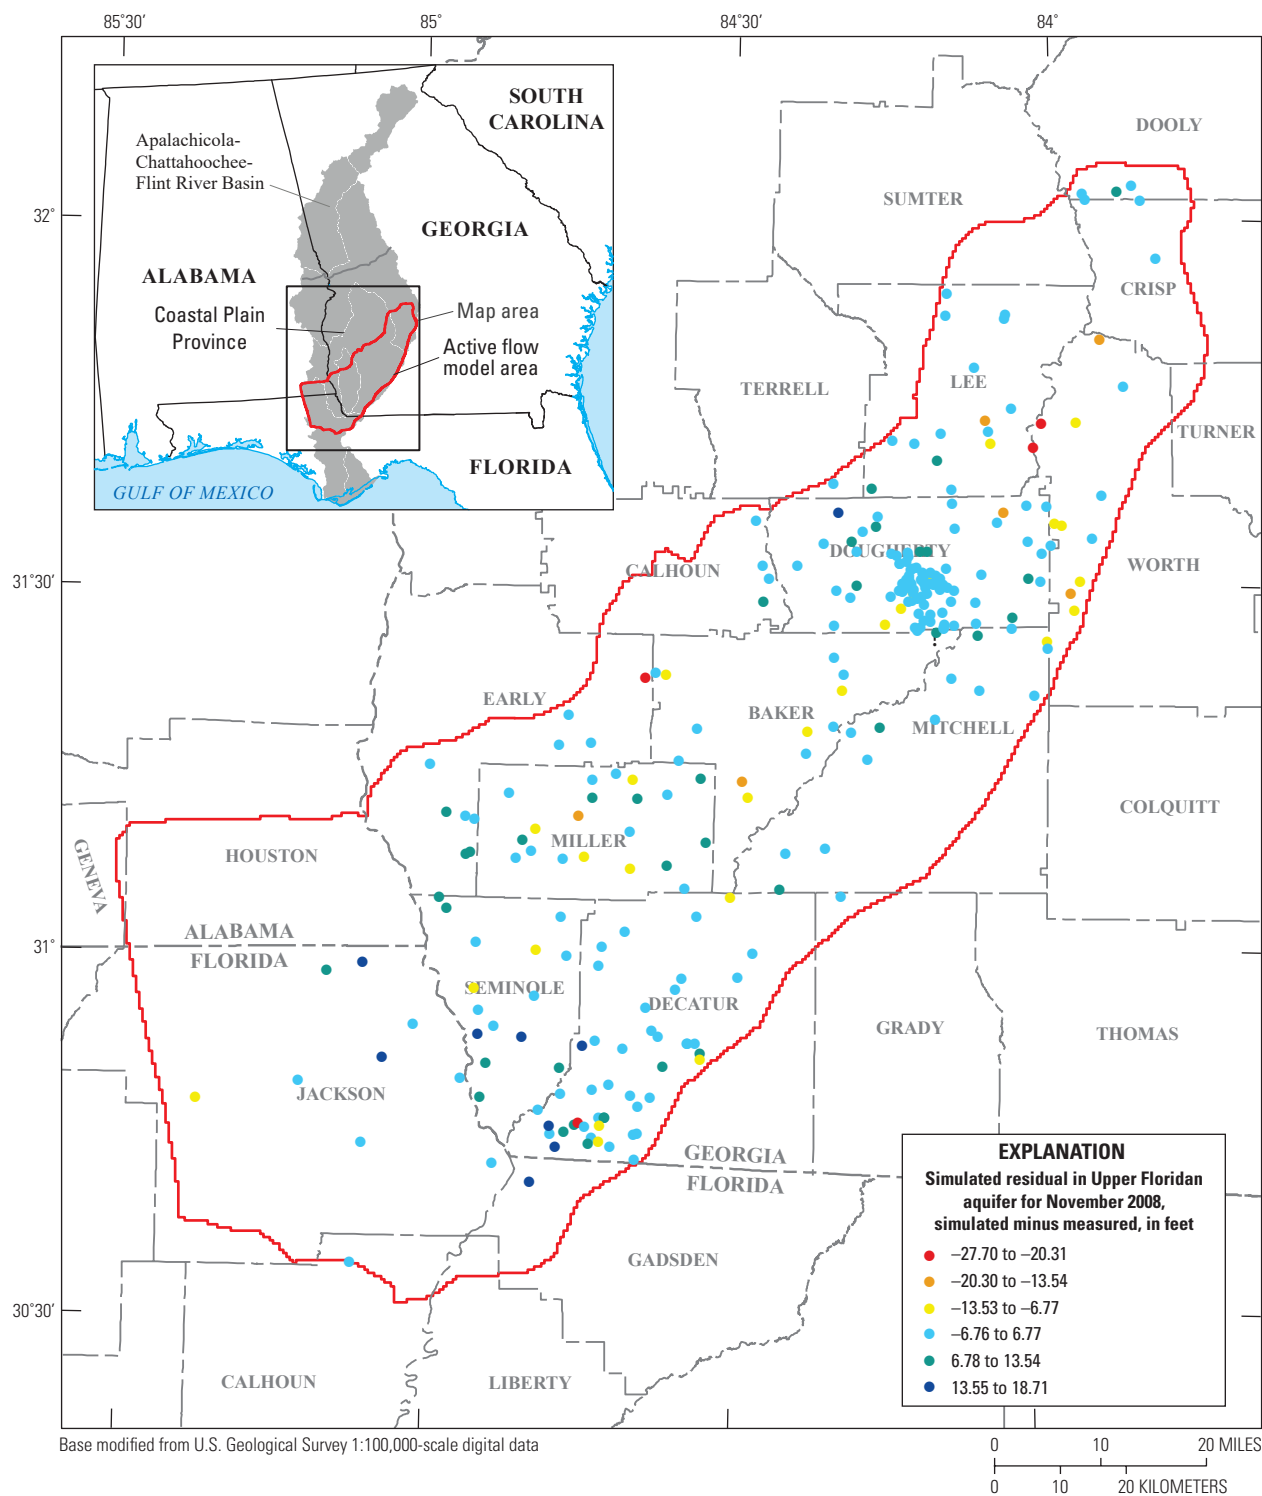 85°30′
85°
84°30′
84°
32°
31°30′
31°
30°30′
SOUTH
CAROLINA
Apalachicola-
Chattahoochee-
Flint River Basin
GEORGIA
ALABAMA
Coastal Plain
Province
Map area
Active flow
model area
FLORIDA
GULF OF MEXICO
DOOLY
SUMTER
CRISP
LEE
TERRELL
TURNER
DOUGHERTY
WORTH
CALHOUN
EARLY
BAKER
MITCHELL
COLQUITT
MILLER
HOUSTON
GENEVA
ALABAMA
FLORIDA
SEMINOLE
DECATUR
GRADY
THOMAS
JACKSON
GEORGIA
FLORIDA
GADSDEN
CALHOUN
LIBERTY
EXPLANATION
Simulated residual in Upper Floridan
aquifer for November 2008,
simulated minus measured, in feet
–27.70 to –20.31
–20.30 to –13.54
–13.53 to –6.77
–6.76 to 6.77
6.78 to 13.54
13.55 to 18.71
Base modified from U.S. Geological Survey 1:100,000-scale digital data
0 10 20 MILES
0 10 20 KILOMETERS